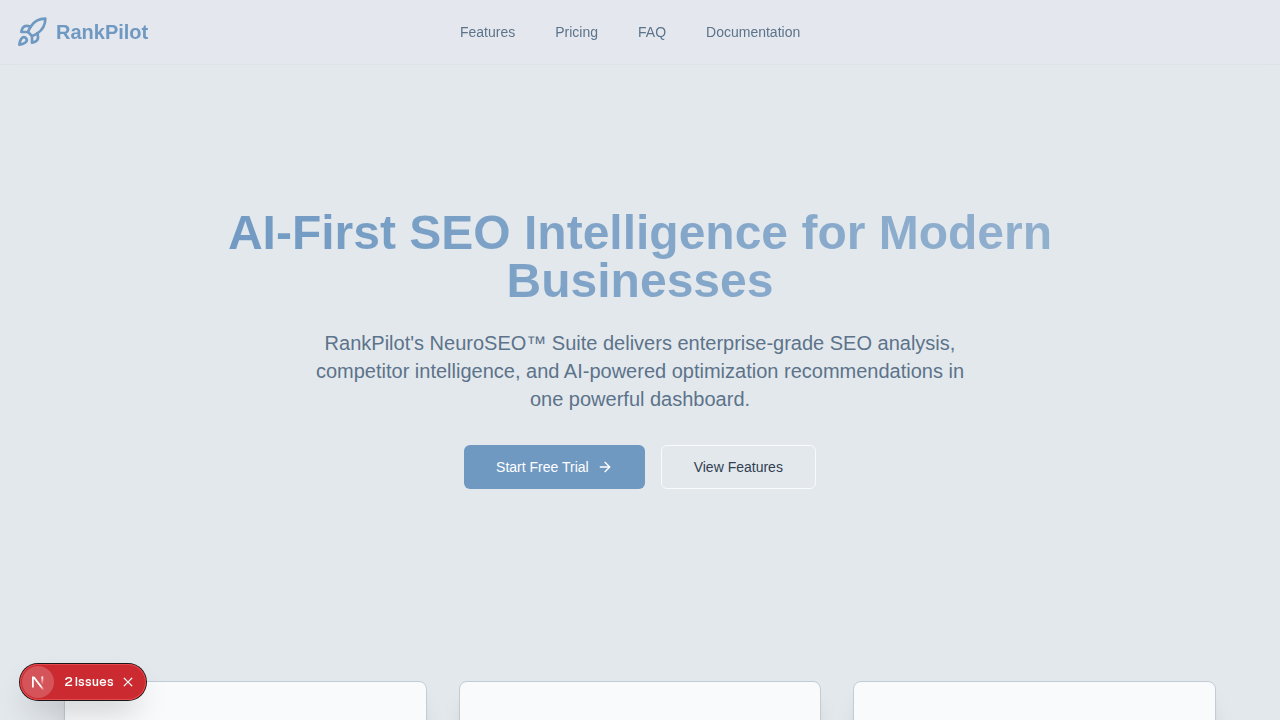 RankPilot
Features
Pricing
FAQ
Documentation
AI-First SEO Intelligence for Modern
Businesses
RankPilot's NeuroSEO™ Suite delivers enterprise-grade SEO analysis,
competitor intelligence, and AI-powered optimization recommendations in
one powerful dashboard.
Start Free Trial
View Features
2 Issues